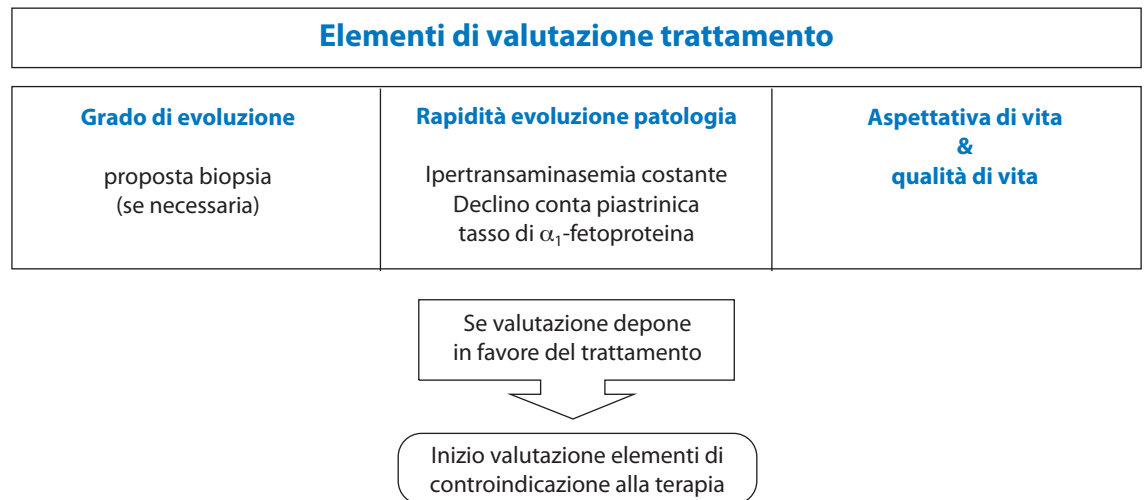 Elementi di valutazione trattamento
Grado di evoluzione
proposta biopsia
(se necessaria)
Rapidità evoluzione patologia
Ipertransaminasemia costante
Declino conta piastrinica
tasso di α₁-fetoproteina
Aspettativa di vita
&
qualità di vita
Se valutazione depone
in favore del trattamento
Inizio valutazione elementi di
controindicazione alla terapia